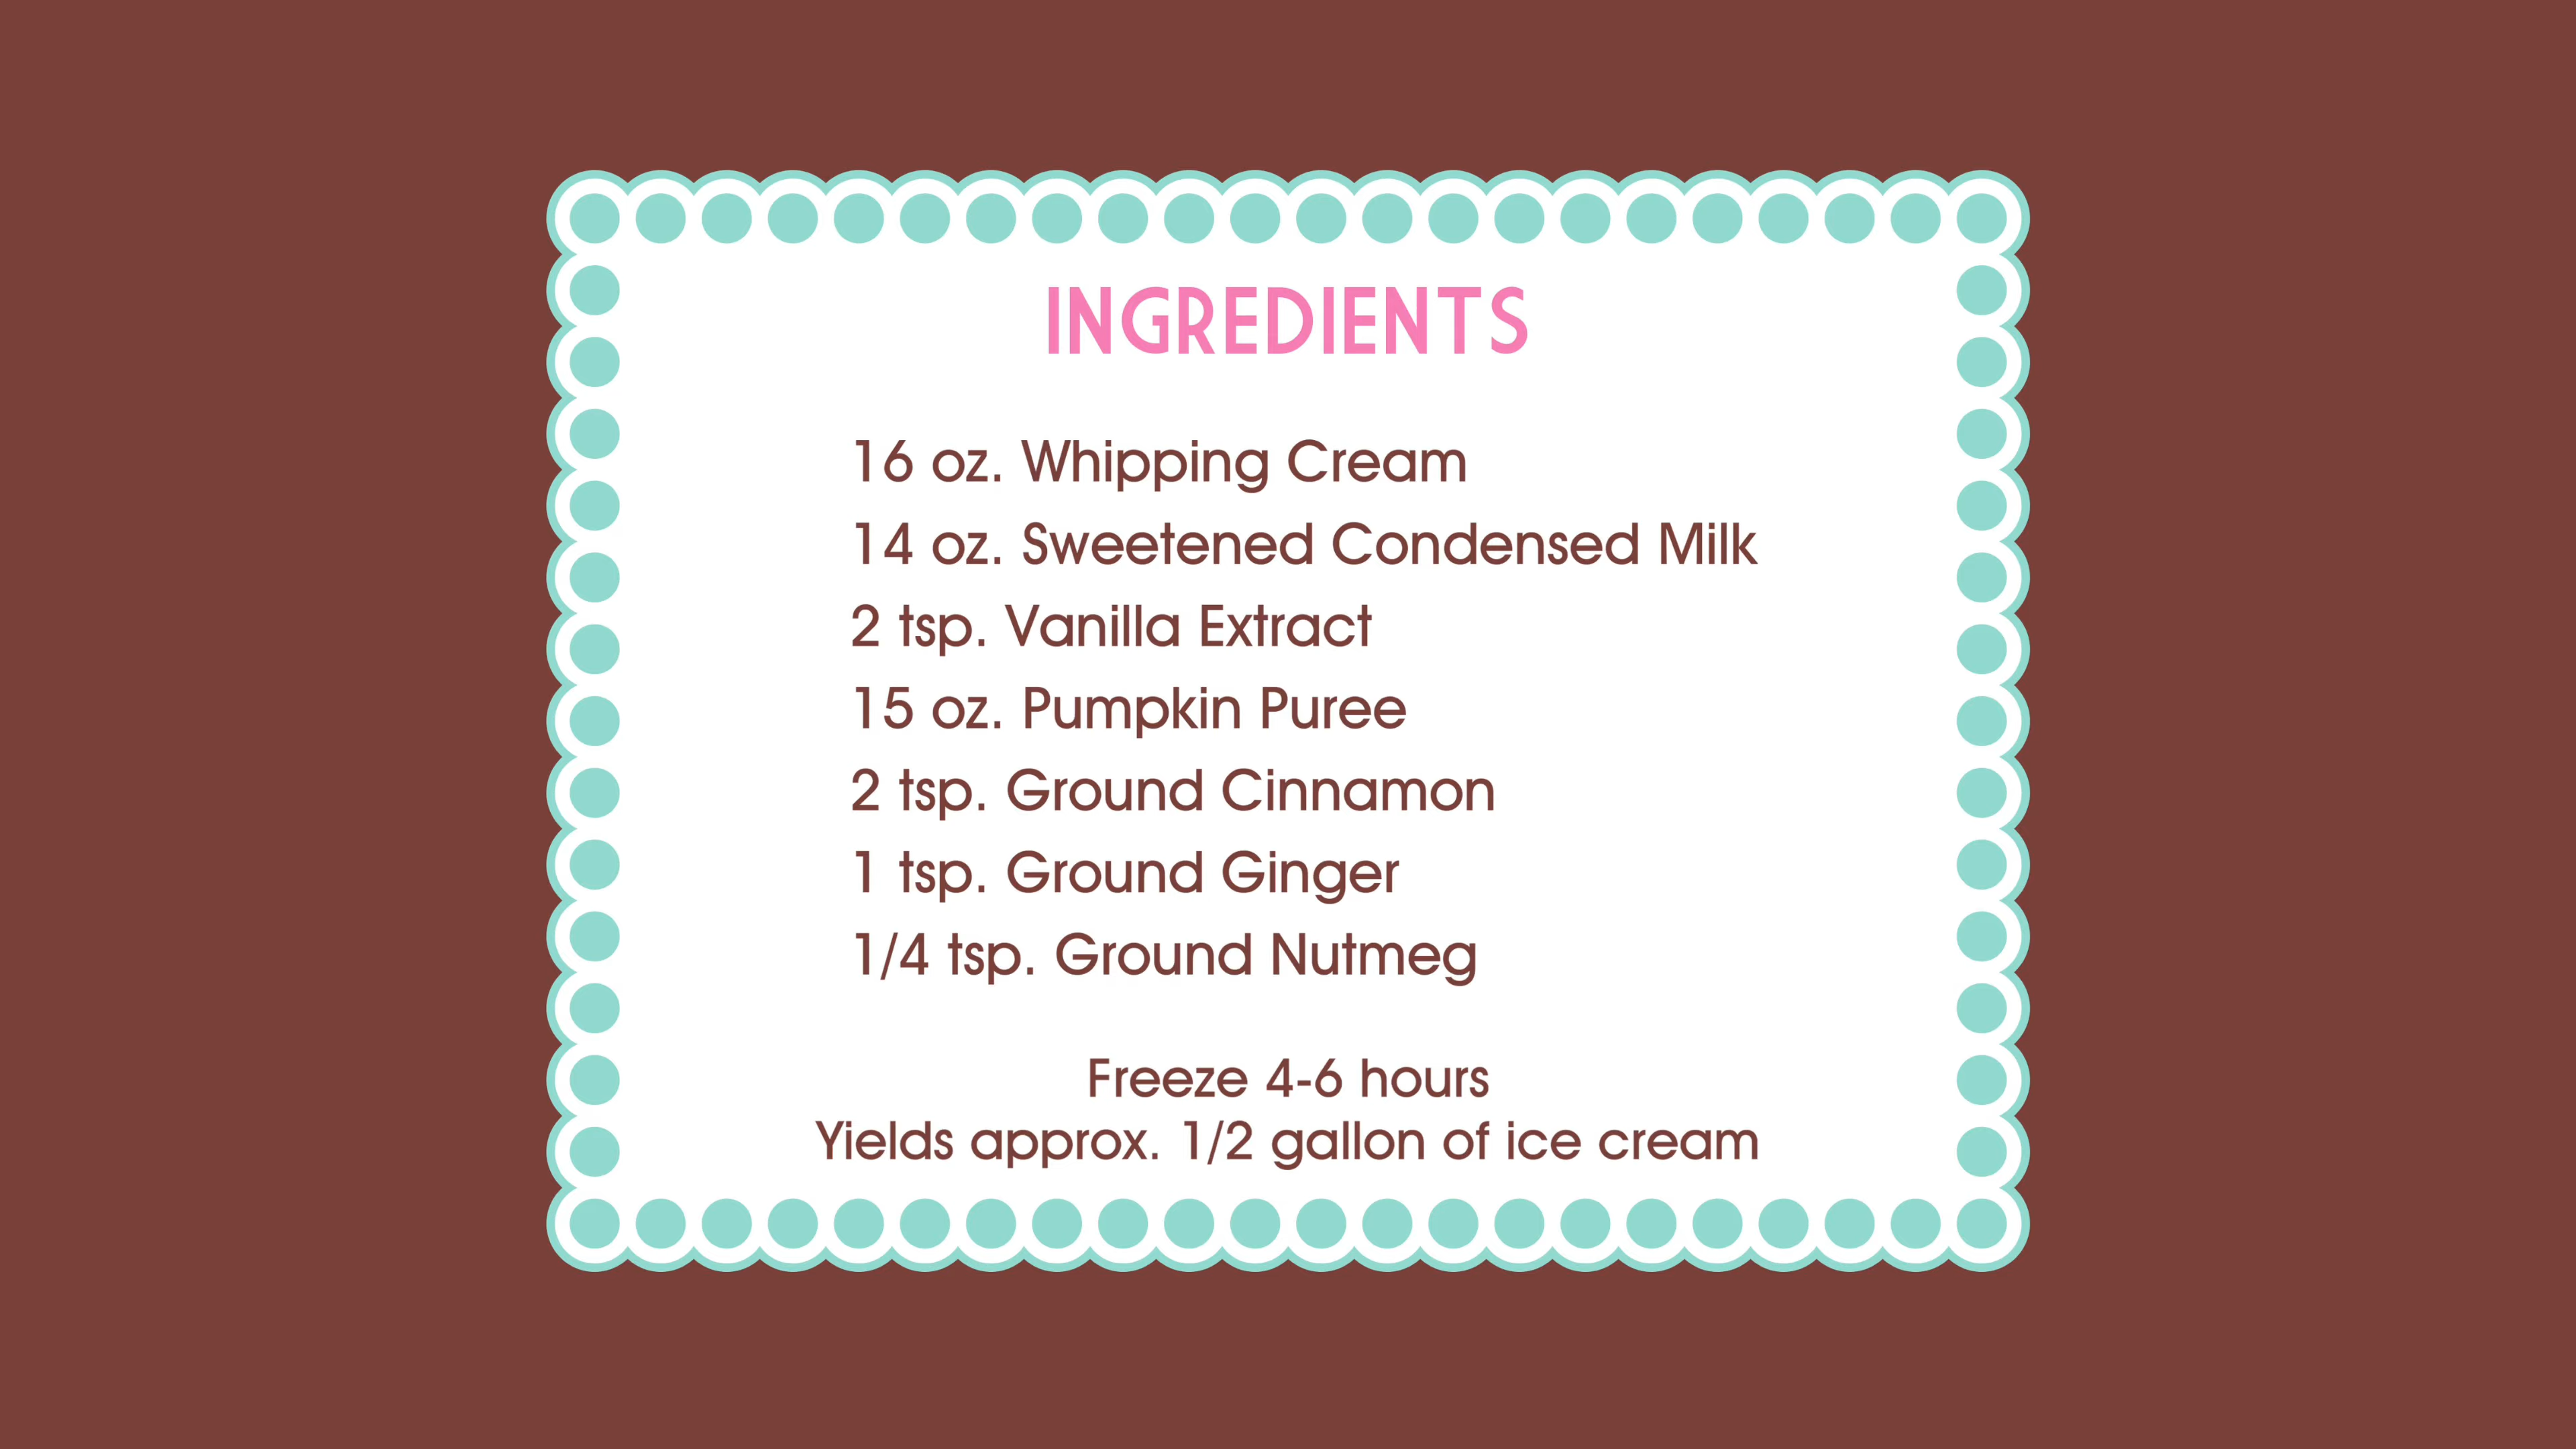 INGREDIENTS
16 oz. Whipping Cream
14 oz. Sweetened Condensed Milk
2 tsp. Vanilla Extract
15 oz. Pumpkin Puree
2 tsp. Ground Cinnamon
1 tsp. Ground Ginger
1/4 tsp. Ground Nutmeg
Freeze 4-6 hours
Yields approx. 1/2 gallon of ice cream